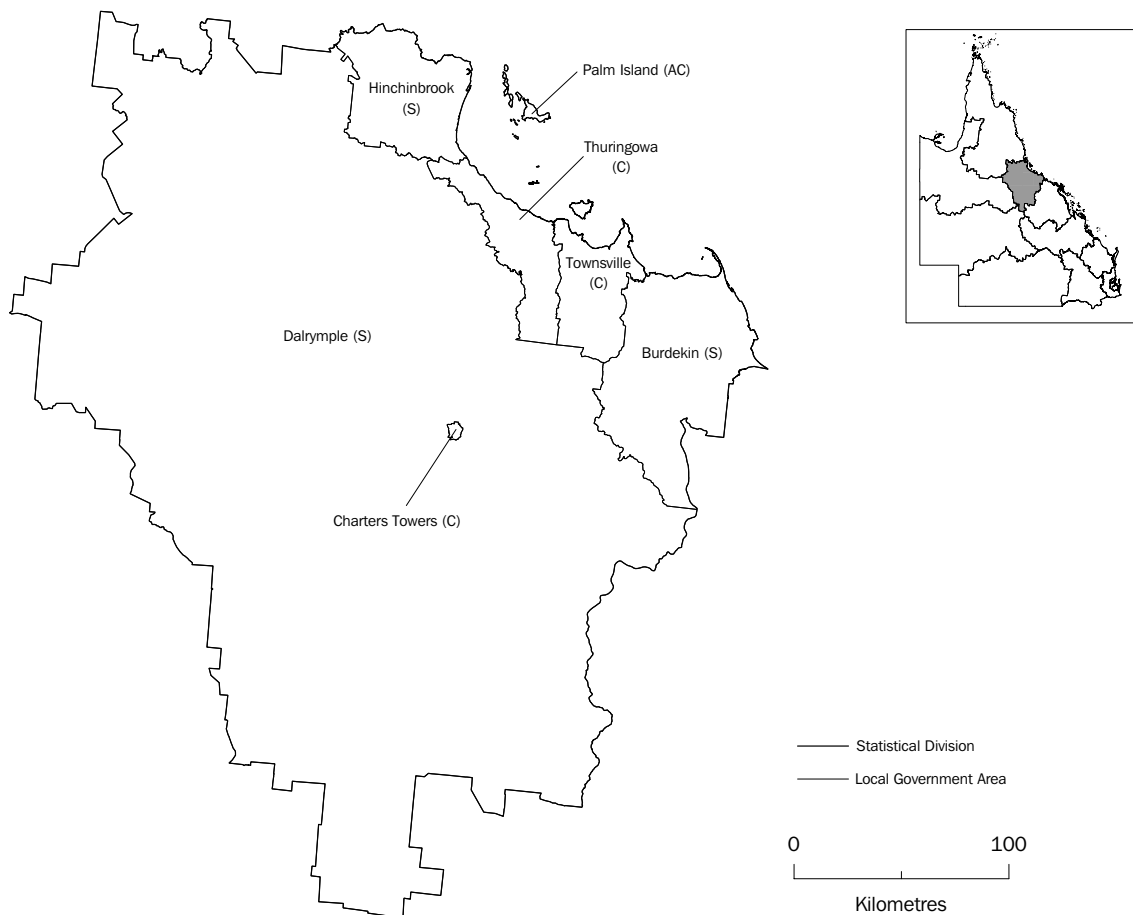 Palm Island (AC)
Hinchinbrook
(S)
Thuringowa
(C)
Townsville
(C)
Dalrymple (S)
Burdekin (S)
Charters Towers (C)
Statistical Division
Local Government Area
0 100
Kilometres